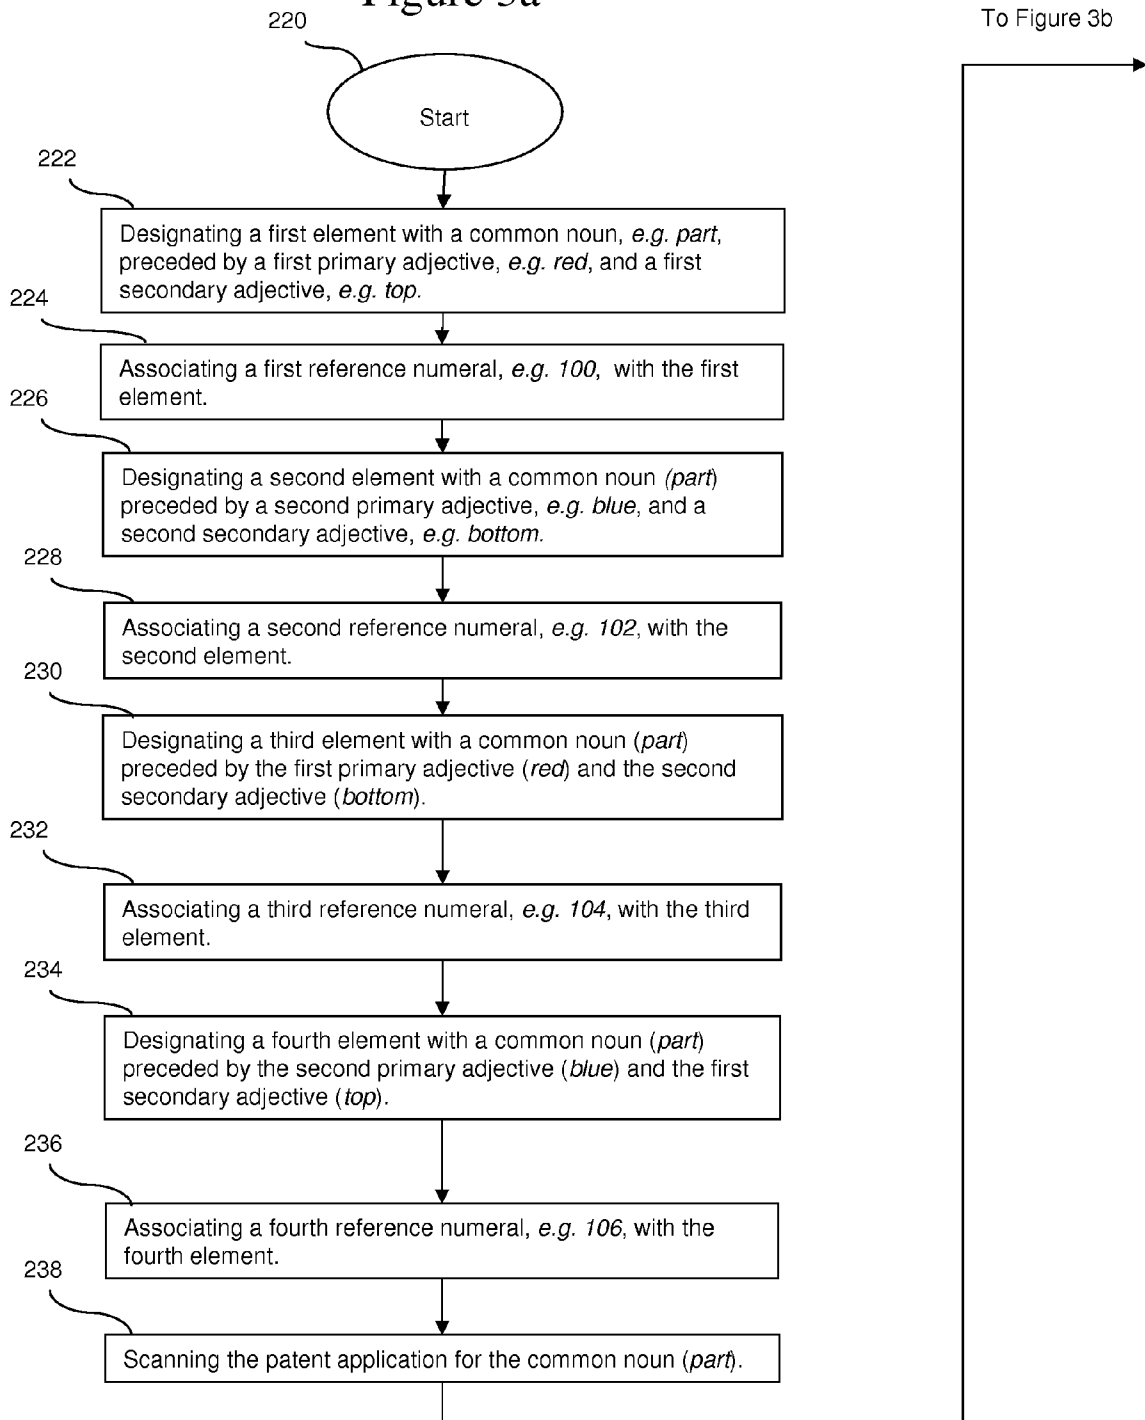 Figure 3a
To Figure 3b
220
Start
222
Designating a first element with a common noun, e.g. part,
preceded by a first primary adjective, e.g. red, and a first
secondary adjective, e.g. top.
224
Associating a first reference numeral, e.g. 100, with the first
element.
226
Designating a second element with a common noun (part)
preceded by a second primary adjective, e.g. blue, and a
second secondary adjective, e.g. bottom.
228
Associating a second reference numeral, e.g. 102, with the
second element.
230
Designating a third element with a common noun (part)
preceded by the first primary adjective (red) and the second
secondary adjective (bottom).
232
Associating a third reference numeral, e.g. 104, with the third
element.
234
Designating a fourth element with a common noun (part)
preceded by the second primary adjective (blue) and the first
secondary adjective (top).
236
Associating a fourth reference numeral, e.g. 106, with the
fourth element.
238
Scanning the patent application for the common noun (part).